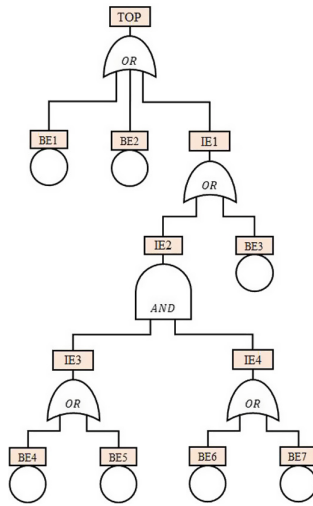 TOP
OR
BE1 BE2 IE1
OR
IE2 BE3
AND
IE3 IE4
OR OR
BE4 BE5 BE6 BE7